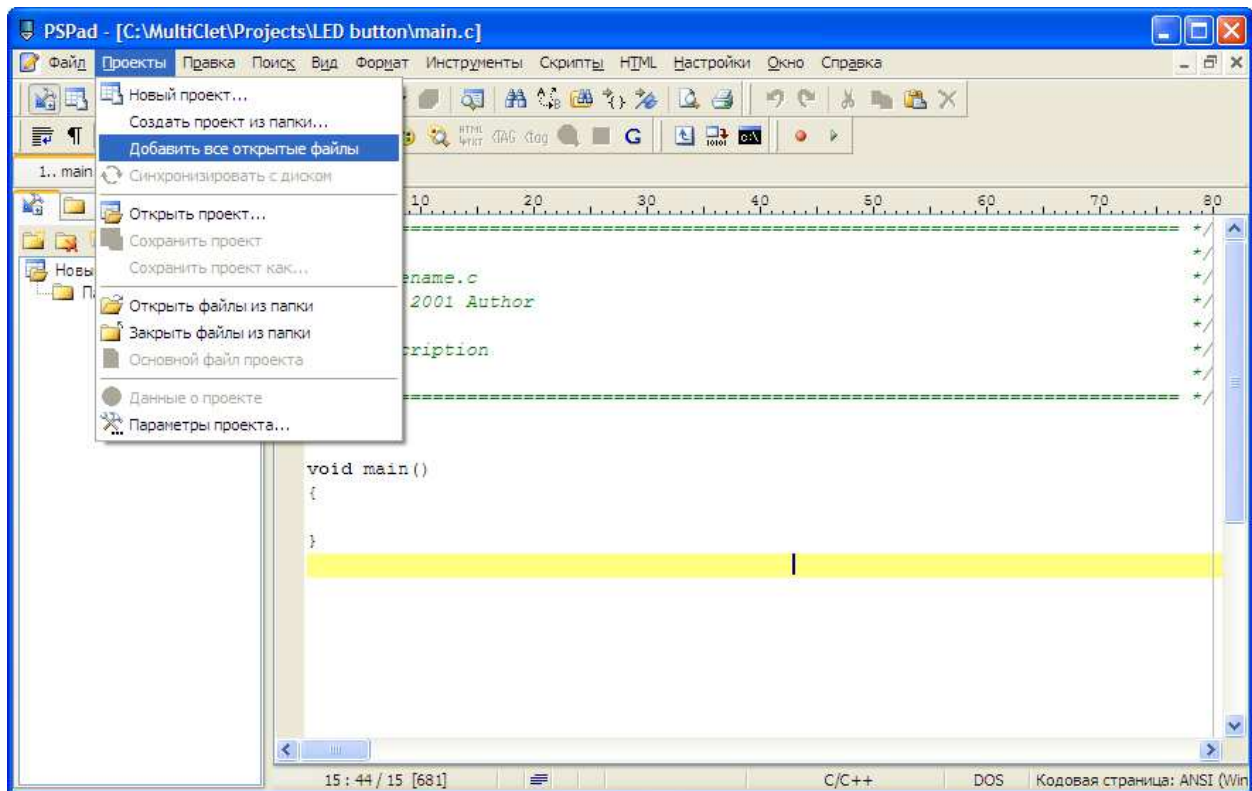 PSPad - [C:\MultiClet\Projects\LED button\main.c]
Файл Проекты Правка Поиск Вид Формат Инструменты Скрипты HTML Настройки Окно Справка
Новый проект...
Создать проект из папки...
Добавить все открытые файлы
Синхронизировать с диском
Открыть проект...
Сохранить проект
Сохранить проект как...
Открыть файлы из папки
Закрыть файлы из папки
Основной файл проекта
Данные о проекте
Параметры проекта...
1.. main
10 20 30 40 50 60 70 80
============================================================ */
*/
ename.c */
2001 Author */
*/
cription */
*/
============================================================ */
void main()
{
}
15 : 44 / 15 [681] C/C++ DOS Кодовая страница: ANSI (Win